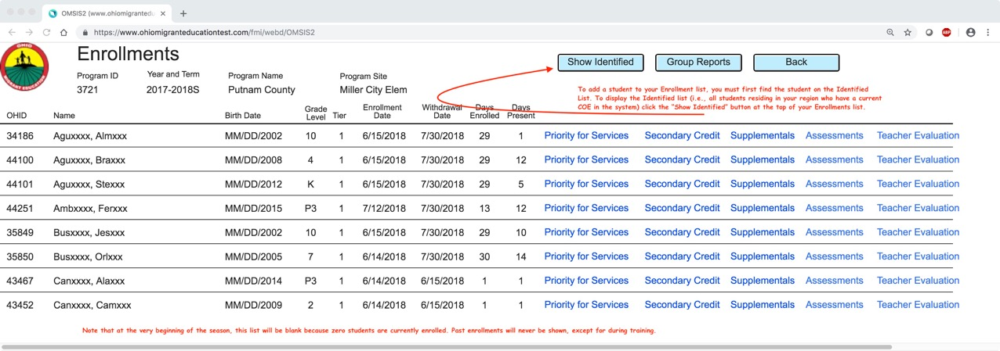 OMSIS2 (www.ohiomigranteduc
https://www.ohiomiganteducationtest.com/fmi/webd/OMSIS2
ABP
OHIO
MIGRANT EDUCATION
Enrollments
Show Identified Group Reports Back
Program ID Year and Term Program Name Program Site
3721 2017-2018S Putnam County Miller City Elem
To add a student to your Enrollment list, you must first find the student on the Identified
List. To display the Identified list (i.e., all students residing in your region who have a current
COE in the system) click the "Show Identified" button at the top of your Enrollments list.
OHID Name Birth Date Grade Level Tier Enrollment Date Withdrawal Date Days Enrolled Days Present
34186 Aguxxxx, Almxxx MM/DD/2002 10 1 6/15/2018 7/30/2018 29 1 Priority for Services Secondary Credit Supplementals Assessments Teacher Evaluation
44100 Aguxxxx, Braxxx MM/DD/2008 4 1 6/15/2018 7/30/2018 29 12 Priority for Services Secondary Credit Supplementals Assessments Teacher Evaluation
44101 Aguxxxx, Stexxx MM/DD/2012 K 1 6/15/2018 7/30/2018 29 5 Priority for Services Secondary Credit Supplementals Assessments Teacher Evaluation
44251 Ambxxxx, Ferxxx MM/DD/2015 P3 1 7/12/2018 7/30/2018 13 12 Priority for Services Secondary Credit Supplementals Assessments Teacher Evaluation
35849 Busxxxx, Jesxxx MM/DD/2002 10 1 6/15/2018 7/30/2018 29 10 Priority for Services Secondary Credit Supplementals Assessments Teacher Evaluation
35850 Busxxxx, Orlxxx MM/DD/2005 7 1 6/14/2018 7/30/2018 30 14 Priority for Services Secondary Credit Supplementals Assessments Teacher Evaluation
43467 Canxxxx, Alaxxx MM/DD/2014 P3 1 6/14/2018 6/15/2018 1 1 Priority for Services Secondary Credit Supplementals Assessments Teacher Evaluation
43452 Canxxxx, Camxxx MM/DD/2009 2 1 6/14/2018 6/15/2018 1 1 Priority for Services Secondary Credit Supplementals Assessments Teacher Evaluation
Note that at the very beginning of the season, this list will be blank because zero students are currently enrolled. Past enrollments will never be shown, except for during training.